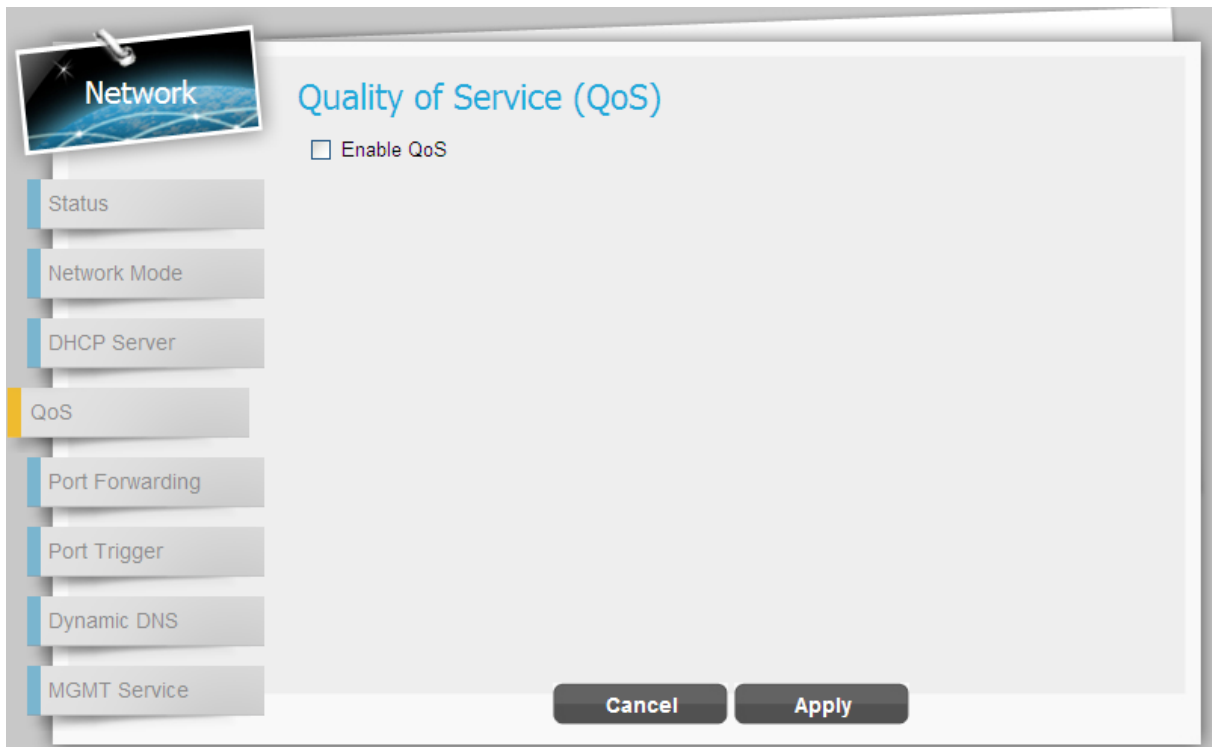 Network
Quality of Service (QoS)
Enable QoS
Status
Network Mode
DHCP Server
QoS
Port Forwarding
Port Trigger
Dynamic DNS
MGMT Service
Cancel
Apply